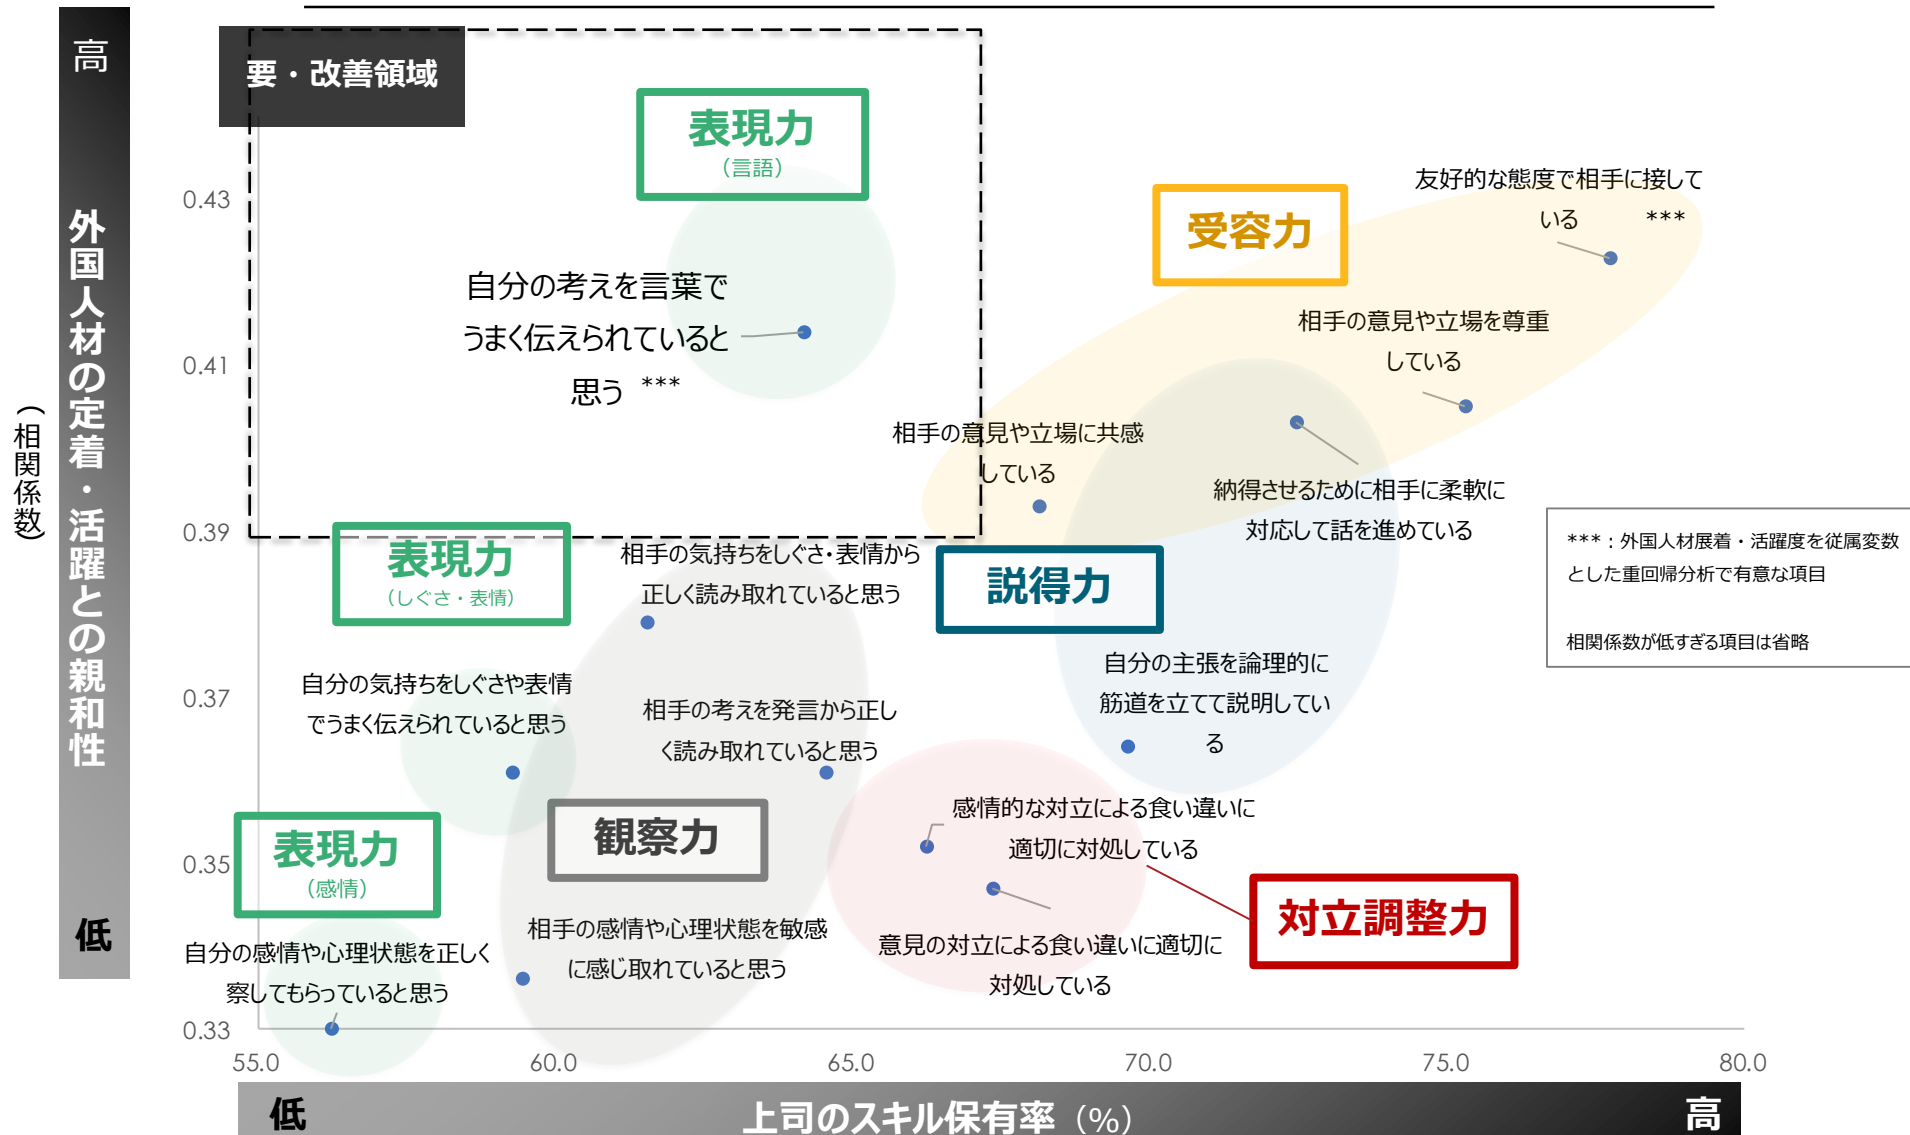 高
外国人材の定着・活躍との親和性
（相関係数）
低
要・改善領域
表現力
（言語）
自分の考えを言葉で
うまく伝えられていると
思う ***
受容力
友好的な態度で相手に接して
いる ***
相手の意見や立場を尊重
している
相手の意見や立場に共感
している
納得させるために相手に柔軟に
対応して話を進めている
***：外国人材展着・活躍度を従属変数
とした重回帰分析で有意な項目
相関係数が低すぎる項目は省略
表現力
（しぐさ・表情）
相手の気持ちをしぐさ・表情から
正しく読み取れていると思う
説得力
自分の主張を論理的に
筋道を立てて説明してい
る
自分の気持ちをしぐさや表情
でうまく伝えられていると思う
相手の考えを発言から正し
く読み取れていると思う
観察力
感情的な対立による食い違いに
適切に対処している
表現力
（感情）
対立調整力
自分の感情や心理状態を正しく
察してもらっていると思う
相手の感情や心理状態を敏感
に感じ取れていると思う
意見の対立による食い違いに適切に
対処している
0.43
0.41
0.39
0.37
0.35
0.33
55.0 60.0 65.0 70.0 75.0 80.0
低 上司のスキル保有率（%） 高